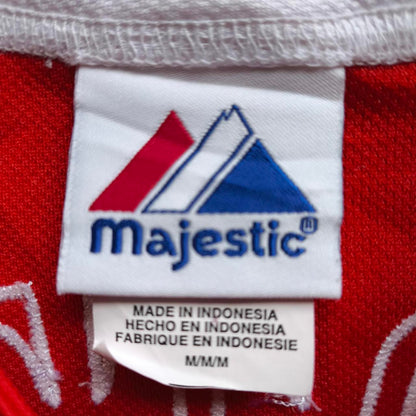 Majestic®
MADE IN INDONESIA
HECHO EN INDONESIA
FABRIQUE EN INDONESIE
M/M/M